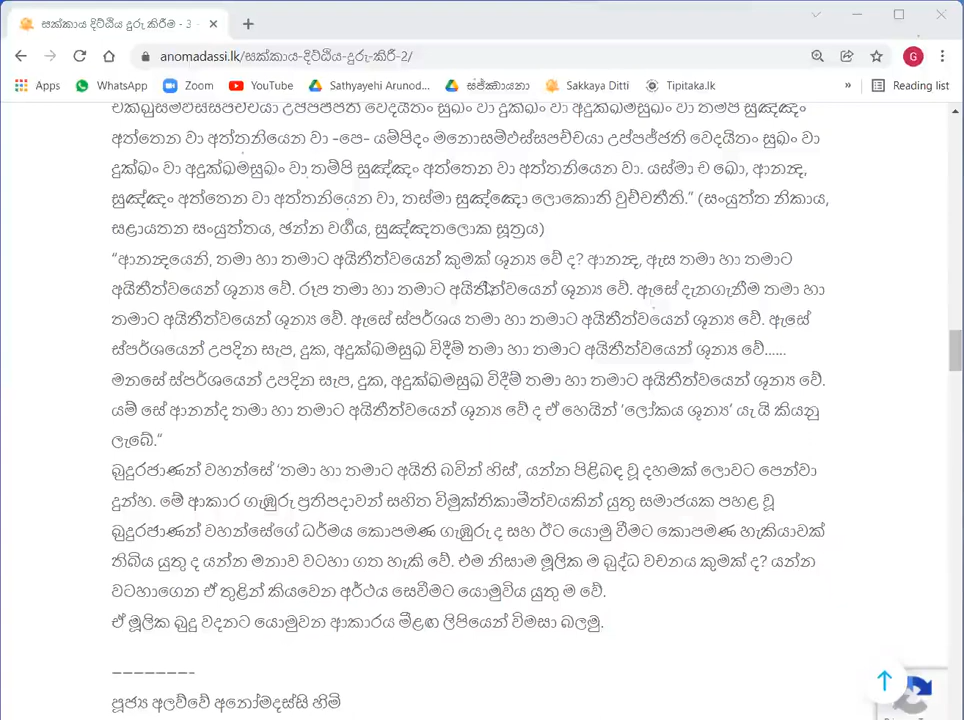 සක්කාය දිට්ඨිය දුරු කිරීම - 3 -
anomadassi.lk/සක්කාය-දිට්ඨිය-දුරු-කිරී-2/
G
Apps WhatsApp Zoom YouTube Sathyayehi Arunod... සජ්ඣායනා Sakkaya Ditti Tipitaka.lk » Reading list
චක්ඛුසම්ඵස්සපච්චයා උප්පජ්ජති වෙදයිතං සුඛං වා දුක්ඛං වා අදුක්ඛමසුඛං වා තම්පි සුඤ්ඤං
අත්තෙන වා අත්තනියෙන වා -පෙ- යම්පිදං මනොසම්ඵස්සපච්චයා උප්පජ්ජති වෙදයිතං සුඛං වා
දුක්ඛං වා අදුක්ඛමසුඛං වා තම්පි සුඤ්ඤං අත්තෙන වා අත්තනියෙන වා. යස්මා ච ඛො, ආනන්ද,
සුඤ්ඤං අත්තෙන වා අත්තනියෙන වා, තස්මා සුඤ්ඤො ලොකොති වුච්චතීති.” (සංයුත්ත නිකාය,
සළායතන සංයුත්තය, ඡන්න වර්ගය, සුඤ්ඤතලොක සූත්‍රය)
“ආනන්දයෙනි, තමා හා තමාට අයිතීත්වයෙන් කුමක් ශූන්‍ය වේ ද? ආනන්ද, ඇස තමා හා තමාට
අයිතීත්වයෙන් ශූන්‍ය වේ. රූප තමා හා තමාට අයිතීත්වයෙන් ශූන්‍ය වේ. ඇසේ දැනගැනීම තමා හා
තමාට අයිතීත්වයෙන් ශූන්‍ය වේ. ඇසේ ස්පර්ශය තමා හා තමාට අයිතීත්වයෙන් ශූන්‍ය වේ. ඇසේ
ස්පර්ශයෙන් උපදින සැප, දුක, අදුක්ඛමසුඛ විදීම් තමා හා තමාට අයිතීත්වයෙන් ශූන්‍ය වේ......
මනසේ ස්පර්ශයෙන් උපදින සැප, දුක, අදුක්ඛමසුඛ විදීම් තමා හා තමාට අයිතීත්වයෙන් ශූන්‍ය වේ.
යම් සේ ආනන්ද තමා හා තමාට අයිතීත්වයෙන් ශූන්‍ය වේ ද ඒ හෙයින් ‘ලෝකය ශූන්‍ය’ යැ යි කියනු
ලැබේ.”
බුදුරජාණන් වහන්සේ ‘තමා හා තමාට අයිති බවින් හිස්’, යන්න පිළිබඳ වූ දහමක් ලොවට පෙන්වා
දුන්හ. මේ ආකාර ගැඹුරු ප්‍රතිපදාවන් සහිත විමුක්තිකාමීත්වයකින් යුතු සමාජයක පහළ වූ
බුදුරජාණන් වහන්සේගේ ධර්මය කොපමණ ගැඹුරු ද සහ ඊට යොමු වීමට කොපමණ හැකියාවක්
තිබිය යුතු ද යන්න මනාව වටහා ගත හැකි වේ. එම නිසාම මූලික ම බුද්ධ වචනය කුමක් ද? යන්න
වටහාගෙන ඒ තුළින් කියවෙන අර්ථය සෙවීමට යොමුවිය යුතු ම වේ.
ඒ මූලික බුදු වදනට යොමුවන ආකාරය මීළඟ ලිපියෙන් විමසා බලමු.
————————-
පූජ්‍ය අලව්වේ අනෝමදස්සි හිමි